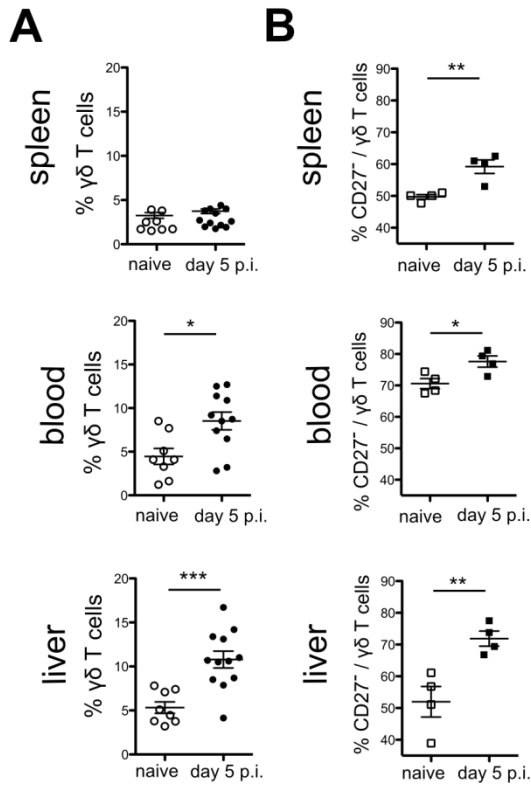 A
spleen
% γδ T cells
20
15
10
5
0
naive
day 5 p.i.
blood
% γδ T cells
20
15
10
5
0
*
naive
day 5 p.i.
liver
% γδ T cells
20
15
10
5
0
***
naive
day 5 p.i.
B
spleen
% CD27⁻ / γδ T cells
90
80
70
60
50
40
**
naive
day 5 p.i.
blood
% CD27⁻ / γδ T cells
90
80
70
60
50
40
*
naive
day 5 p.i.
liver
% CD27⁻ / γδ T cells
90
80
70
60
50
40
**
naive
day 5 p.i.